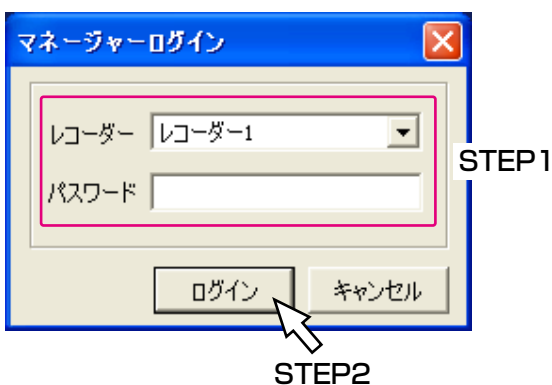 マネージャーログイン
レコーダー レコーダー1
STEP1
パスワード
ログイン キャンセル
STEP2